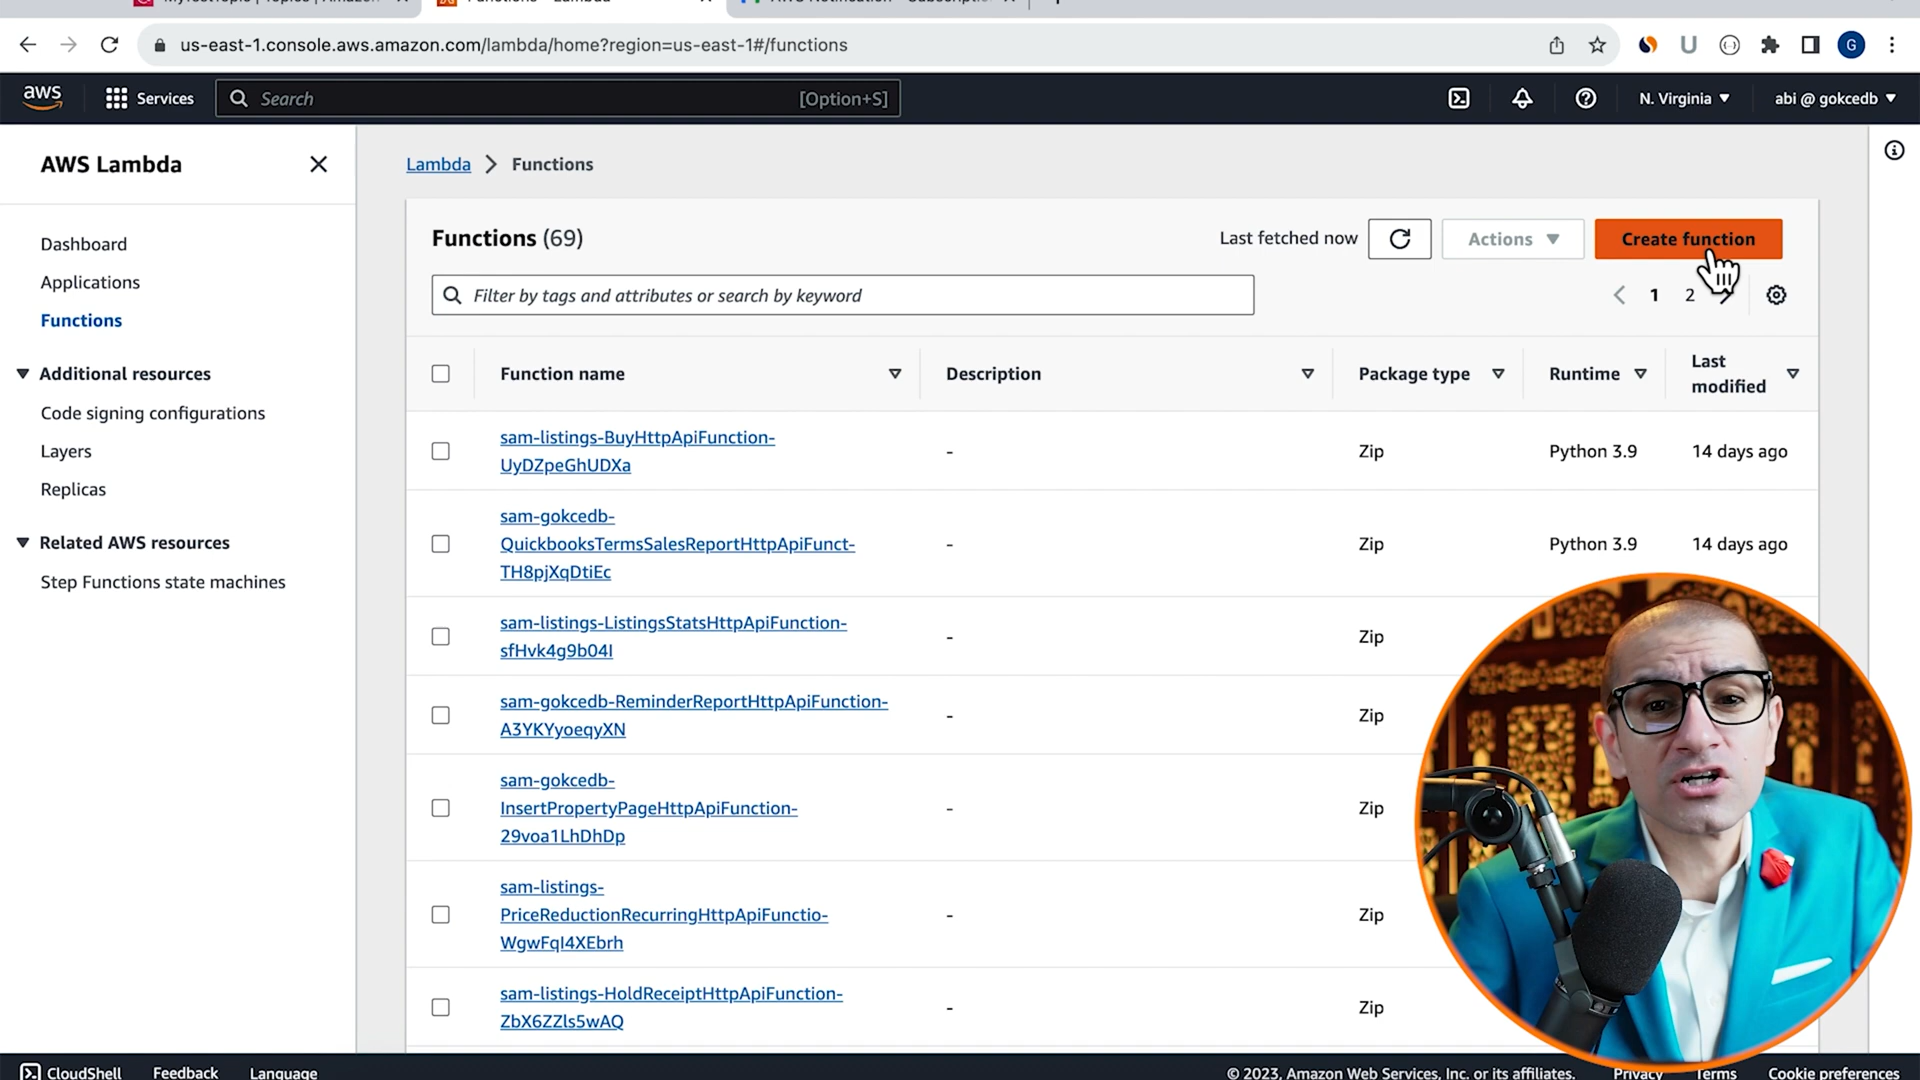 us-east-1.console.aws.amazon.com/lambda/home?region=us-east-1#/functions
G
aws
Services
Search
[Option+S]
N. Virginia
abi @ gokcedb
AWS Lambda
Dashboard
Applications
Functions
Additional resources
Code signing configurations
Layers
Replicas
Related AWS resources
Step Functions state machines
Lambda
Functions
Functions (69)
Last fetched now
Actions
Create function
Filter by tags and attributes or search by keyword
1
2
Function name
Description
Package type
Runtime
Last
modified
sam-listings-BuyHttpApiFunction-
UyDZpeGhUDXa
-
Zip
Python 3.9
14 days ago
sam-gokcedb-
QuickbooksTermsSalesReportHttpApiFunct-
TH8pjXqDtiEc
-
Zip
Python 3.9
14 days ago
sam-listings-ListingsStatsHttpApiFunction-
sfHvk4g9b04I
-
Zip
sam-gokcedb-ReminderReportHttpApiFunction-
A3YKYyoeqyXN
-
Zip
sam-gokcedb-
InsertPropertyPageHttpApiFunction-
29voa1LhDhDp
-
Zip
sam-listings-
PriceReductionRecurringHttpApiFunctio-
WgwFqI4XEbrh
-
Zip
sam-listings-HoldReceiptHttpApiFunction-
ZbX6ZZls5wAQ
-
Zip
CloudShell
Feedback
Language
© 2023, Amazon Web Services, Inc. or its affiliates.
Privacy
Terms
Cookie preferences